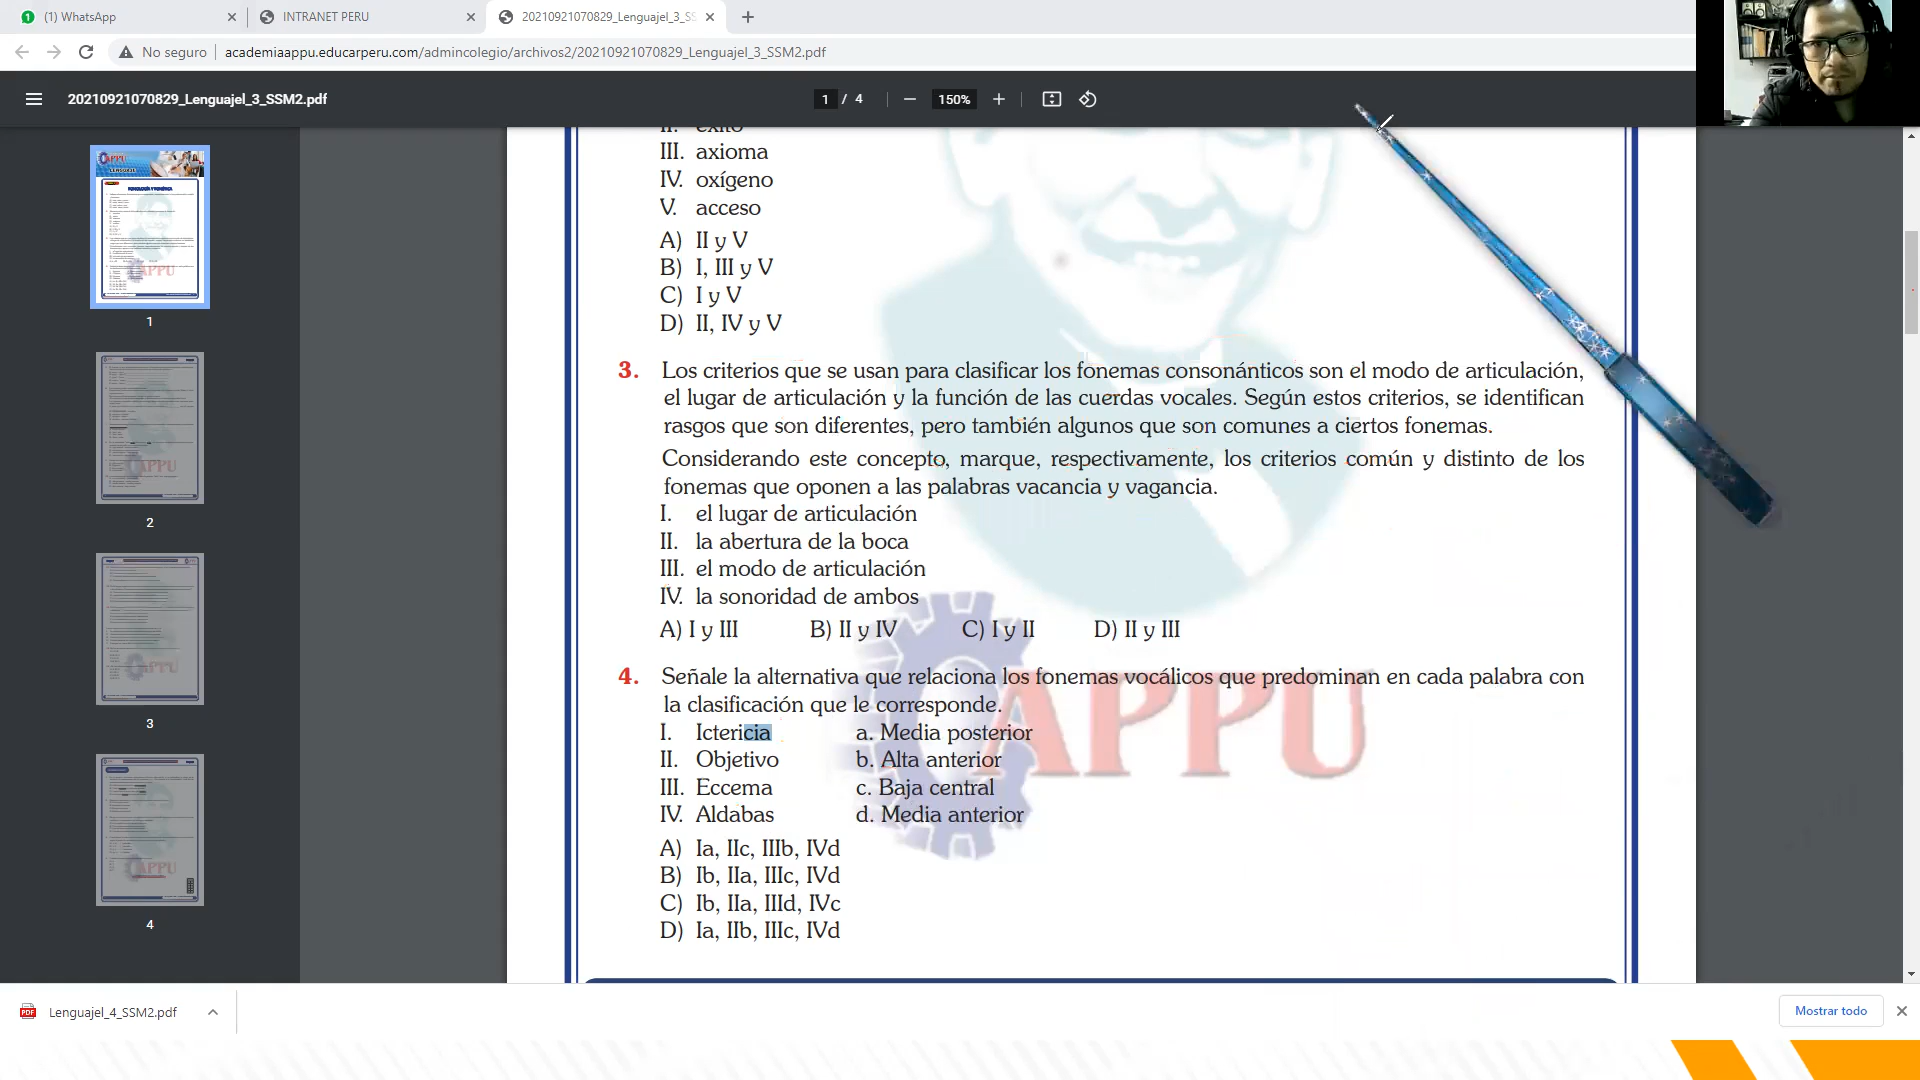 (1) WhatsApp
INTRANET PERU
20210921070829_Lenguajel_3_SS
No seguro
academiaappu.educarperu.com/admincolegio/archivos2/20210921070829_Lenguajel_3_SSM2.pdf
20210921070829_Lenguajel_3_SSM2.pdf
1 / 4
150%
II. éxito
III. axioma
IV. oxígeno
V. acceso
A) II y V
B) I, III y V
C) I y V
D) II, IV y V
3. Los criterios que se usan para clasificar los fonemas consonánticos son el modo de articulación,
el lugar de articulación y la función de las cuerdas vocales. Según estos criterios, se identifican
rasgos que son diferentes, pero también algunos que son comunes a ciertos fonemas.
Considerando este concepto, marque, respectivamente, los criterios común y distinto de los
fonemas que oponen a las palabras vacancia y vagancia.
I. el lugar de articulación
II. la abertura de la boca
III. el modo de articulación
IV. la sonoridad de ambos
A) I y III B) II y IV C) I y II D) II y III
4. Señale la alternativa que relaciona los fonemas vocálicos que predominan en cada palabra con
la clasificación que le corresponde.
I. Ictericia a. Media posterior
II. Objetivo b. Alta anterior
III. Eccema c. Baja central
IV. Aldabas d. Media anterior
A) Ia, IIc, IIIb, IVd
B) Ib, IIa, IIIc, IVd
C) Ib, IIa, IIId, IVc
D) Ia, IIb, IIIc, IVd
APPU
1
2
3
4
Lenguajel_4_SSM2.pdf
Mostrar todo